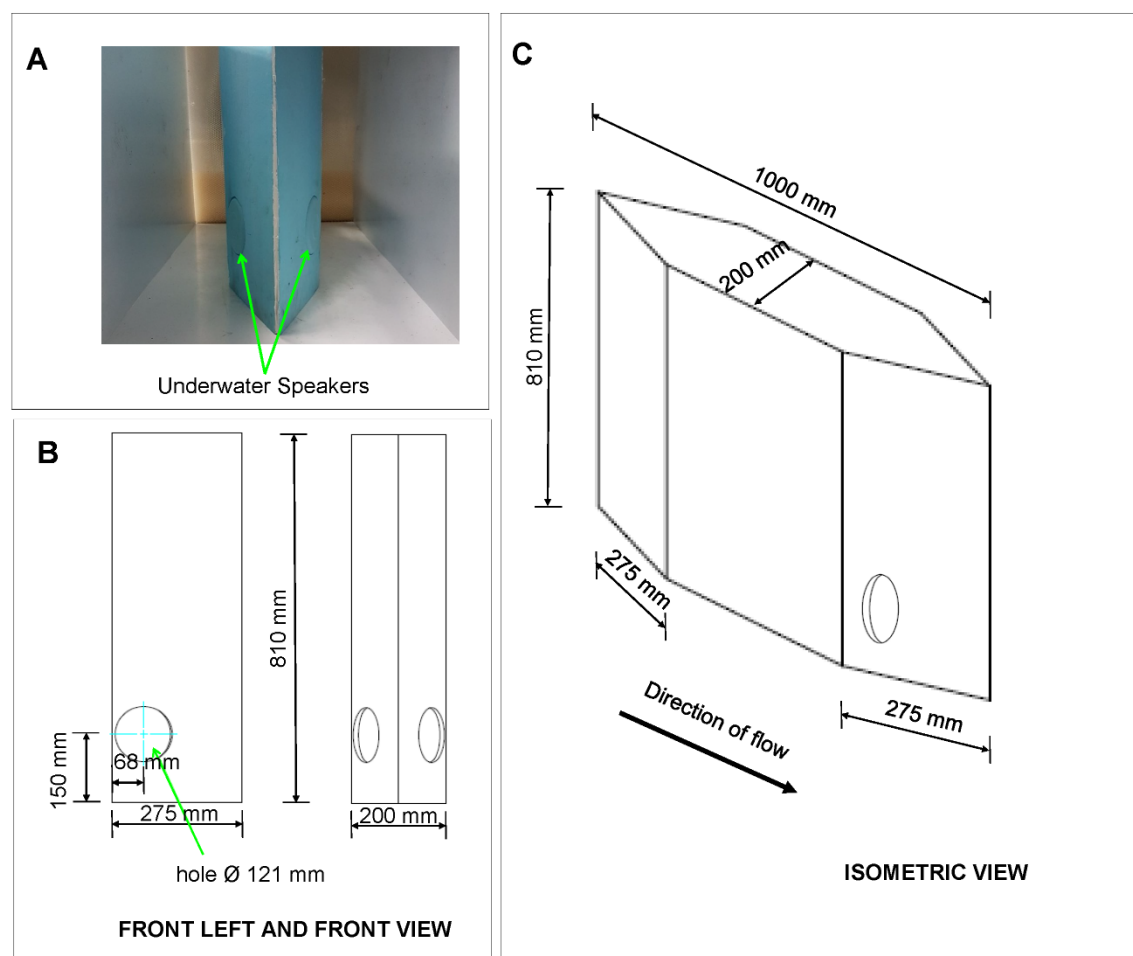 A
Underwater Speakers
B
810 mm
150 mm
68 mm
275 mm
200 mm
hole Ø 121 mm
FRONT LEFT AND FRONT VIEW
C
1000 mm
200 mm
810 mm
275 mm
Direction of flow
275 mm
ISOMETRIC VIEW